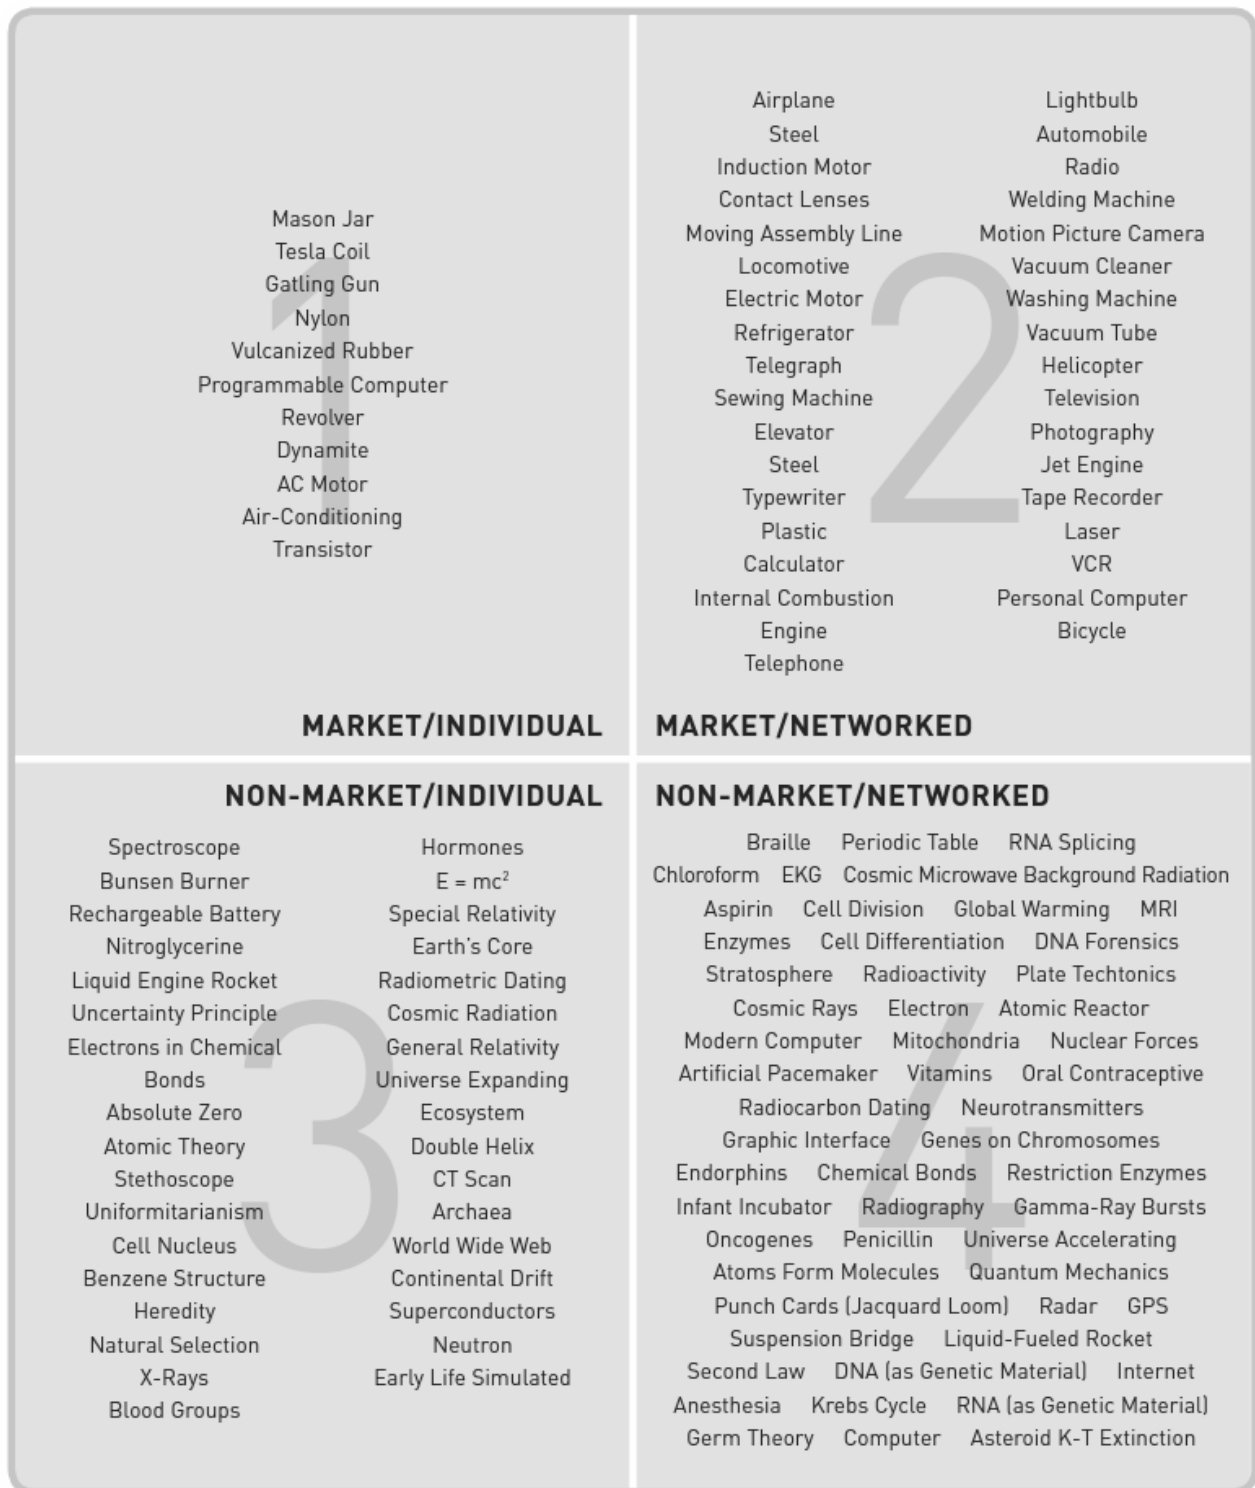 Mason Jar
Tesla Coil
Gatling Gun
Nylon
Vulcanized Rubber
Programmable Computer
Revolver
Dynamite
AC Motor
Air-Conditioning
Transistor
1
MARKET/INDIVIDUAL
Airplane
Steel
Induction Motor
Contact Lenses
Moving Assembly Line
Locomotive
Electric Motor
Refrigerator
Telegraph
Sewing Machine
Elevator
Steel
Typewriter
Plastic
Calculator
Internal Combustion
Engine
Telephone
Lightbulb
Automobile
Radio
Welding Machine
Motion Picture Camera
Vacuum Cleaner
Washing Machine
Vacuum Tube
Helicopter
Television
Photography
Jet Engine
Tape Recorder
Laser
VCR
Personal Computer
Bicycle
2
MARKET/NETWORKED
NON-MARKET/INDIVIDUAL
Spectroscope
Bunsen Burner
Rechargeable Battery
Nitroglycerine
Liquid Engine Rocket
Uncertainty Principle
Electrons in Chemical
Bonds
Absolute Zero
Atomic Theory
Stethoscope
Uniformitarianism
Cell Nucleus
Benzene Structure
Heredity
Natural Selection
X-Rays
Blood Groups
Hormones
E = mc²
Special Relativity
Earth's Core
Radiometric Dating
Cosmic Radiation
General Relativity
Universe Expanding
Ecosystem
Double Helix
CT Scan
Archaea
World Wide Web
Continental Drift
Superconductors
Neutron
Early Life Simulated
3
NON-MARKET/NETWORKED
Braille Periodic Table RNA Splicing
Chloroform EKG Cosmic Microwave Background Radiation
Aspirin Cell Division Global Warming MRI
Enzymes Cell Differentiation DNA Forensics
Stratosphere Radioactivity Plate Techtonics
Cosmic Rays Electron Atomic Reactor
Modern Computer Mitochondria Nuclear Forces
Artificial Pacemaker Vitamins Oral Contraceptive
Radiocarbon Dating Neurotransmitters
Graphic Interface Genes on Chromosomes
Endorphins Chemical Bonds Restriction Enzymes
Infant Incubator Radiography Gamma-Ray Bursts
Oncogenes Penicillin Universe Accelerating
Atoms Form Molecules Quantum Mechanics
Punch Cards (Jacquard Loom) Radar GPS
Suspension Bridge Liquid-Fueled Rocket
Second Law DNA (as Genetic Material) Internet
Anesthesia Krebs Cycle RNA (as Genetic Material)
Germ Theory Computer Asteroid K-T Extinction
4